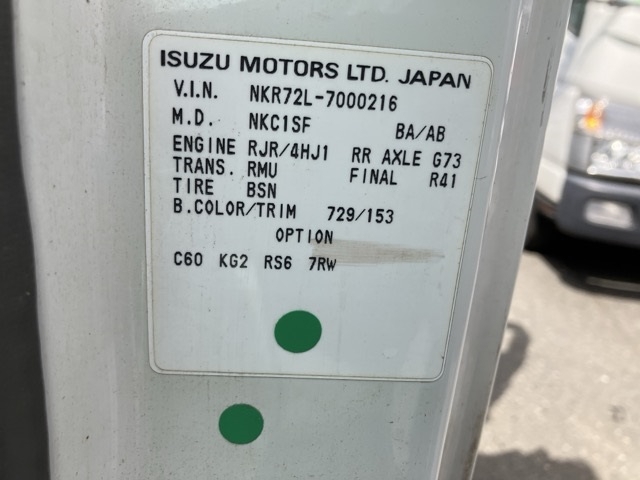 ISUZU MOTORS LTD. JAPAN
V.I.N. NKR72L-7000216
M.D. NKC1SF BA/AB
ENGINE RJR/4HJ1 RR AXLE G73
TRANS. RMU FINAL R41
TIRE BSN
B.COLOR/TRIM 729/153
OPTION
C60 KG2 RS6 7RW